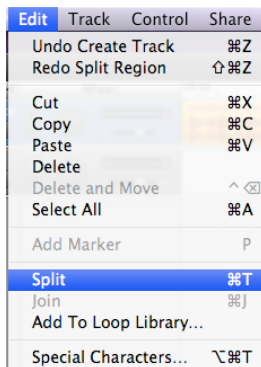 Edit Track Control Share
Undo Create Track ⌘Z
Redo Split Region ⇧⌘Z
Cut ⌘X
Copy ⌘C
Paste ⌘V
Delete
Delete and Move ^⌫
Select All ⌘A
Add Marker P
Split ⌘T
Join ⌘J
Add To Loop Library...
Special Characters... ⌥⌘T